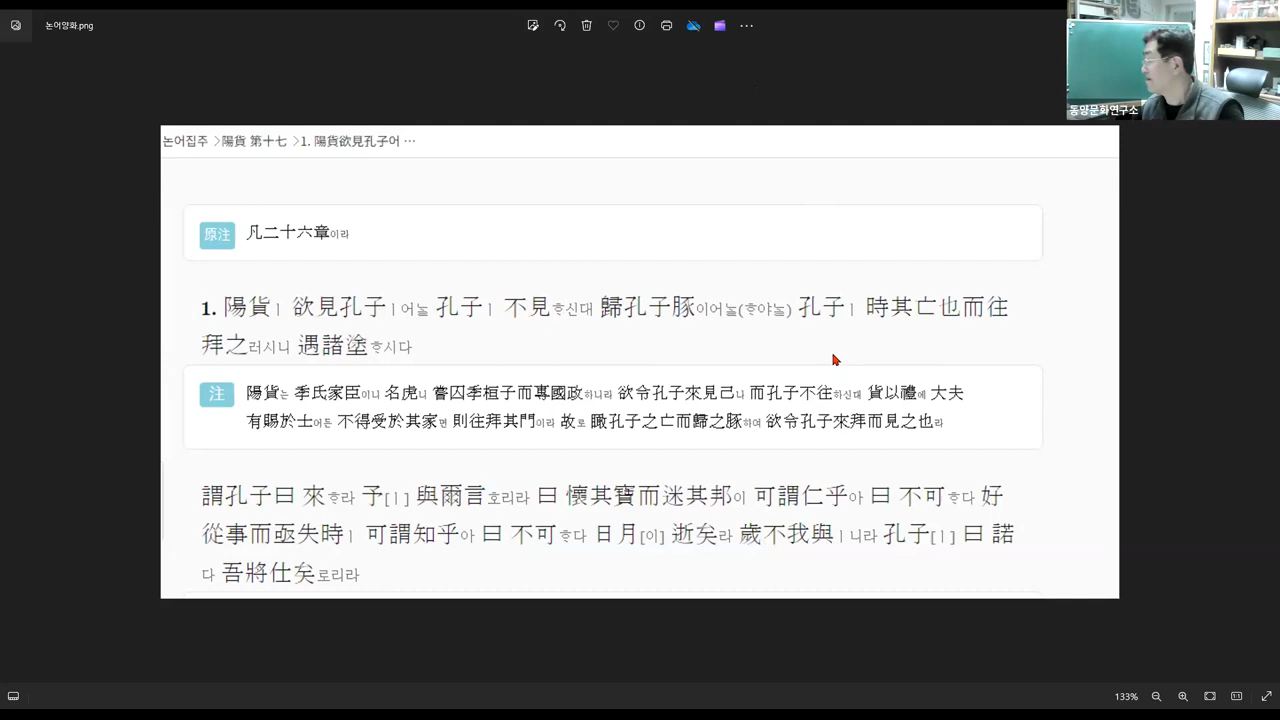 논어양화.png
동양문화연구소
논어집주 >陽貨 第十七 >1. 陽貨欲見孔子어 ···
原注 凡二十六章이라
1. 陽貨ㅣ 欲見孔子ㅣ어늘 孔子ㅣ 不見ᄒᆞ신대 歸孔子豚이어늘(ᄒᆞ야ᄂᆞᆯ) 孔子ㅣ 時其亡也而往
拜之러시니 遇諸塗ᄒᆞ시다
注 陽貨는 季氏家臣이니 名虎니 嘗囚季桓子而專國政하니라 欲令孔子來見己나 而孔子不往하신대 貨以禮에 大夫
有賜於士어든 不得受於其家면 則往拜其門이라 故로 瞰孔子之亡而歸之豚하여 欲令孔子來拜而見之也라
謂孔子曰 來ᄒᆞ라 予[ㅣ] 與爾言호리라 曰 懷其寶而迷其邦이 可謂仁乎아 曰 不可ᄒᆞ다 好
從事而亟失時ㅣ 可謂知乎아 曰 不可ᄒᆞ다 日月[이] 逝矣라 歲不我與ㅣ니라 孔子[ㅣ] 曰 諾
다 吾將仕矣로리라
133%